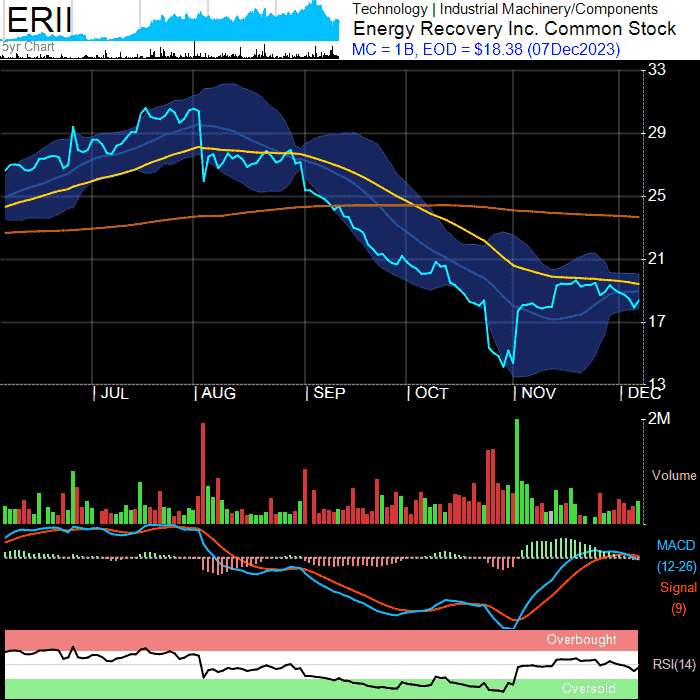 ERII
5yr Chart
Technology | Industrial Machinery/Components
Energy Recovery Inc. Common Stock
MC = 1B, EOD = $18.38 (07Dec2023)
33
29
25
21
17
13
| JUL | AUG | SEP | OCT | NOV | DEC
2M
Volume
MACD
(12-26)
Signal
(9)
Overbought
RSI(14)
Oversold